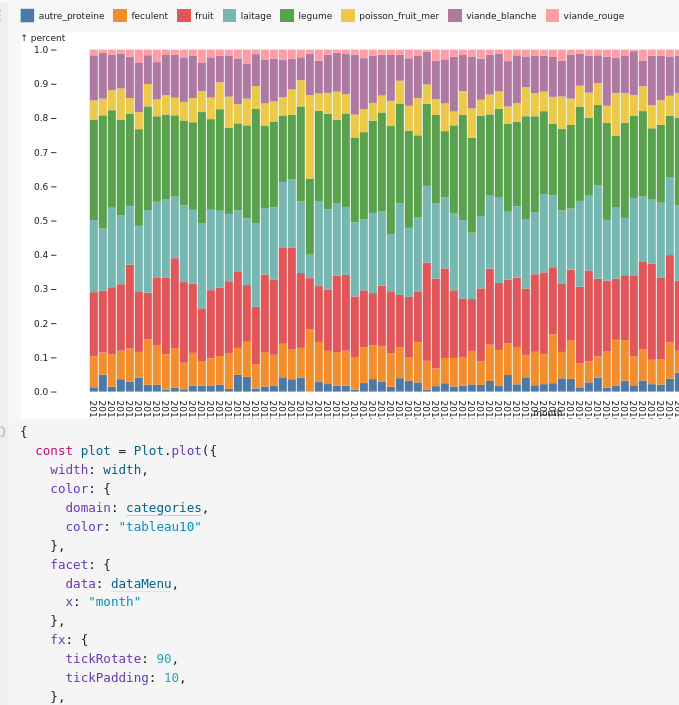 autre_proteine feculent fruit laitage legume poisson_fruit_mer viande_blanche viande_rouge
↑ percent
1.0
0.9
0.8
0.7
0.6
0.5
0.4
0.3
0.2
0.1
0.0
month
{
const plot = Plot.plot({
width: width,
color: {
domain: categories,
color: "tableau10"
},
facet: {
data: dataMenu,
x: "month"
},
fx: {
tickRotate: 90,
tickPadding: 10,
},